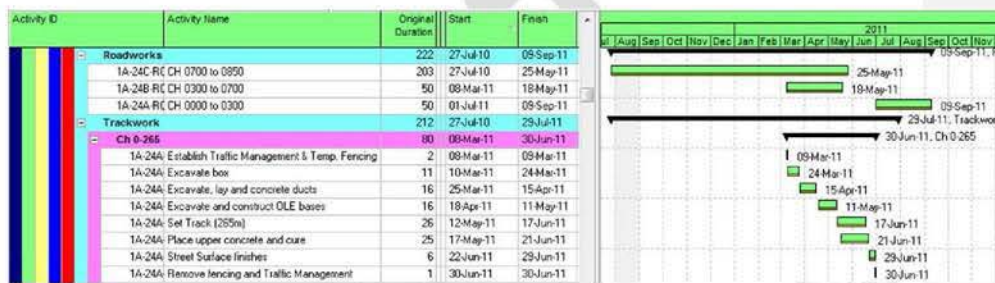 Activity ID Activity Name Original Duration Start Finish 2011
Aug Sep Oct Nov Dec Jan Feb Mar Apr May Jun Jul Aug Sep Oct Nov
Roadworks 222 27-Jul-10 09-Sep-11 09-Sep-11,
1A-24C-RC CH 0700 to 0850 203 27-Jul-10 25-May-11 25-May-11
1A-24B-RC CH 0300 to 0700 50 08-Mar-11 18-May-11 18-May-11
1A-24A-RC CH 0000 to 0300 50 01-Jul-11 09-Sep-11 09-Sep-11
Trackwork 212 27-Jul-10 29-Jul-11 29-Jul-11, Trackwor
Ch 0-265 80 08-Mar-11 30-Jun-11 30-Jun-11, Ch 0-265
1A-24A- Establish Traffic Management & Temp. Fencing 2 08-Mar-11 09-Mar-11 09-Mar-11
1A-24A- Excavate box 11 10-Mar-11 24-Mar-11 24-Mar-11
1A-24A- Excavate, lay and concrete ducts 16 25-Mar-11 15-Apr-11 15-Apr-11
1A-24A- Excavate and construct OLE bases 16 18-Apr-11 11-May-11 11-May-11
1A-24A- Set Track (265m) 26 12-May-11 17-Jun-11 17-Jun-11
1A-24A- Place upper concrete and cure 25 17-May-11 21-Jun-11 21-Jun-11
1A-24A- Street Surface finishes 6 22-Jun-11 29-Jun-11 29-Jun-11
1A-24A- Remove fencing and Traffic Management 1 30-Jun-11 30-Jun-11 30-Jun-11